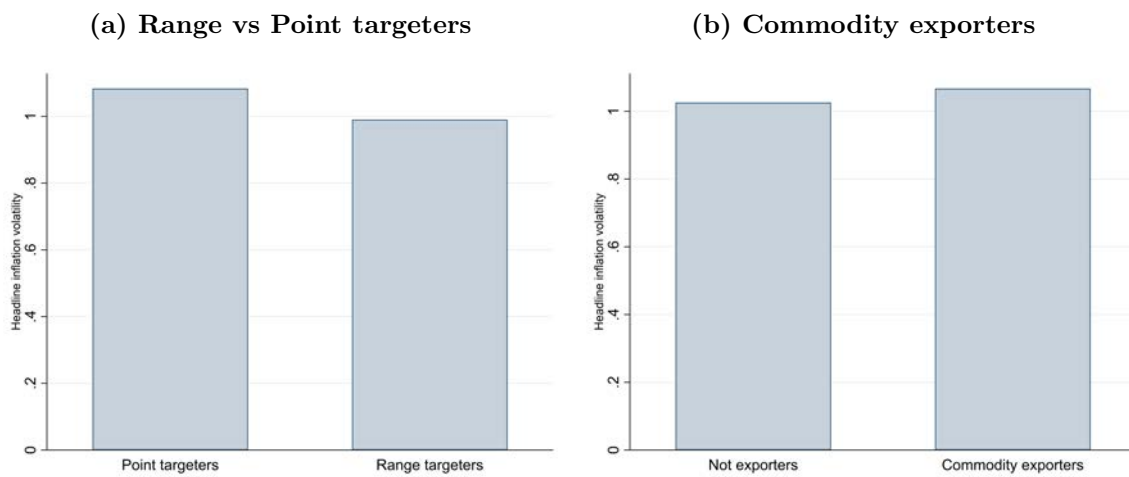 (a) Range vs Point targeters
Headline inflation volatility
1
.8
.6
.4
.2
0
Point targeters
Range targeters
(b) Commodity exporters
Headline inflation volatility
1
.8
.6
.4
.2
0
Not exporters
Commodity exporters